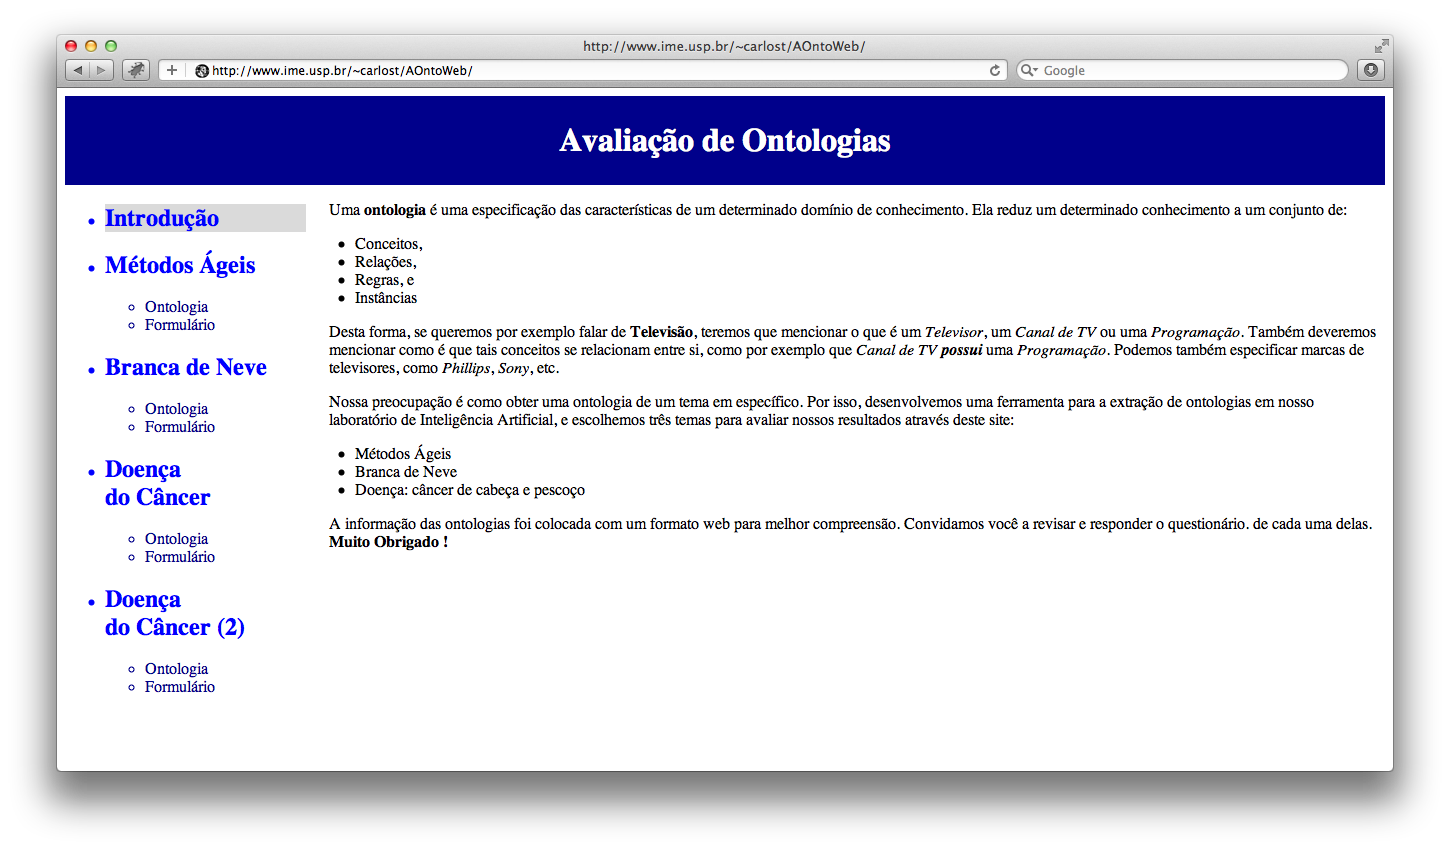 http://www.ime.usp.br/~carlost/AOntoWeb/
http://www.ime.usp.br/~carlost/AOntoWeb/
Google
Avaliação de Ontologias
Introdução
Métodos Ágeis
Ontologia
Formulário
Branca de Neve
Ontologia
Formulário
Doença
do Câncer
Ontologia
Formulário
Doença
do Câncer (2)
Ontologia
Formulário
Uma ontologia é uma especificação das características de um determinado domínio de conhecimento. Ela reduz um determinado conhecimento a um conjunto de:
Conceitos,
Relações,
Regras, e
Instâncias
Desta forma, se queremos por exemplo falar de Televisão, teremos que mencionar o que é um Televisor, um Canal de TV ou uma Programação. Também deveremos
mencionar como é que tais conceitos se relacionam entre si, como por exemplo que Canal de TV possui uma Programação. Podemos também especificar marcas de
televisores, como Phillips, Sony, etc.
Nossa preocupação é como obter uma ontologia de um tema em específico. Por isso, desenvolvemos uma ferramenta para a extração de ontologias em nosso
laboratório de Inteligência Artificial, e escolhemos três temas para avaliar nossos resultados através deste site:
Métodos Ágeis
Branca de Neve
Doença: câncer de cabeça e pescoço
A informação das ontologias foi colocada com um formato web para melhor compreensão. Convidamos você a revisar e responder o questionário. de cada uma delas.
Muito Obrigado !